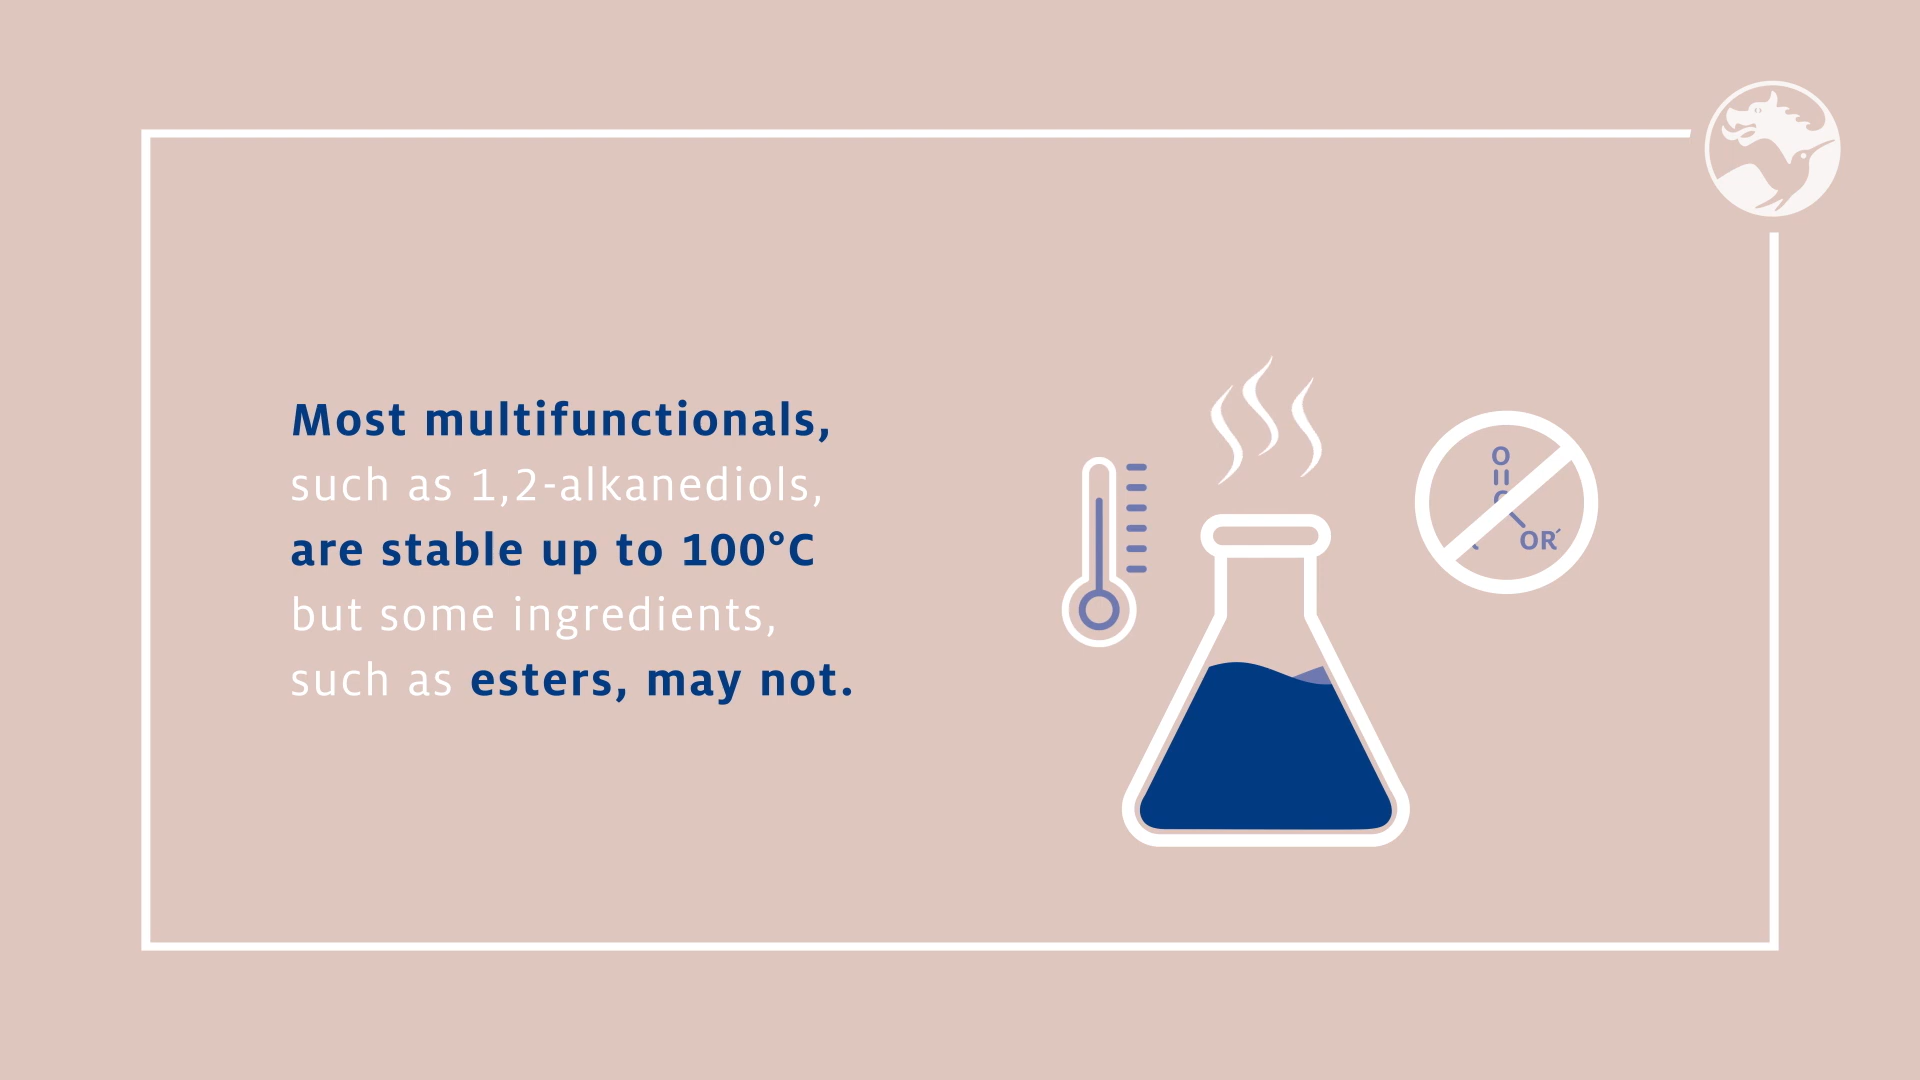 Most multifunctionals,
such as 1,2-alkanediols,
are stable up to 100°C
but some ingredients,
such as esters, may not.
O
OR´